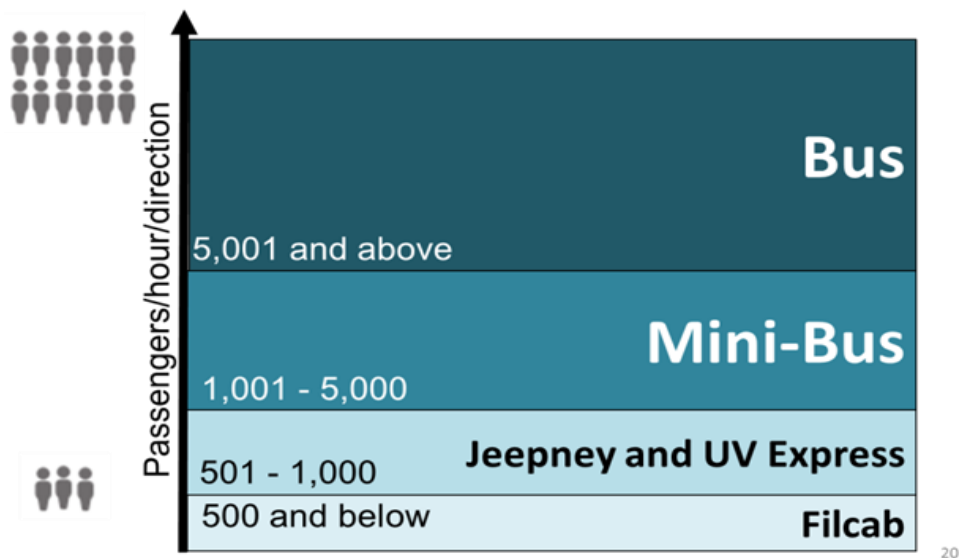 Passengers/hour/direction
Bus
5,001 and above
Mini-Bus
1,001 - 5,000
Jeepney and UV Express
501 - 1,000
500 and below
Filcab
20